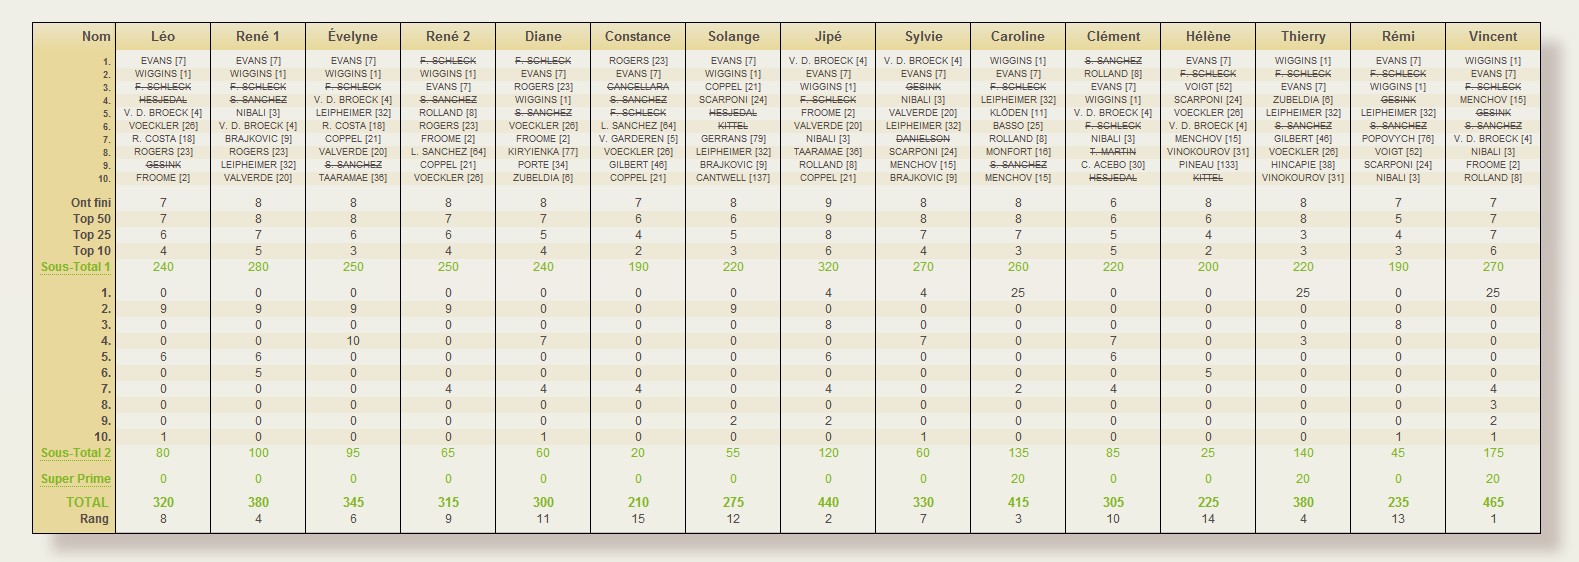 Nom Léo René 1 Évelyne René 2 Diane Constance Solange Jipé Sylvie Caroline Clément Hélène Thierry Rémi Vincent
1. EVANS [7] EVANS [7] EVANS [7] F. SCHLECK F. SCHLECK ROGERS [23] EVANS [7] V. D. BROECK [4] V. D. BROECK [4] WIGGINS [1] S. SANCHEZ EVANS [7] WIGGINS [1] EVANS [7] WIGGINS [1]
2. WIGGINS [1] WIGGINS [1] WIGGINS [1] WIGGINS [1] EVANS [7] EVANS [7] WIGGINS [1] EVANS [7] EVANS [7] EVANS [7] ROLLAND [8] F. SCHLECK F. SCHLECK F. SCHLECK EVANS [7]
3. F. SCHLECK F. SCHLECK F. SCHLECK EVANS [7] ROGERS [23] CANCELLARA COPPEL [21] WIGGINS [1] GESINK NIBALI [3] EVANS [7] VOIGT [52] EVANS [7] WIGGINS [1] F. SCHLECK
4. HESJEDAL S. SANCHEZ V. D. BROECK [4] S. SANCHEZ WIGGINS [1] S. SANCHEZ SCARPONI [24] F. SCHLECK NIBALI [3] LEIPHEIMER [32] WIGGINS [1] SCARPONI [24] ZUBELDIA [6] GESINK MENCHOV [15]
5. V. D. BROECK [4] NIBALI [3] LEIPHEIMER [32] ROLLAND [8] S. SANCHEZ F. SCHLECK HESJEDAL FROOME [2] VALVERDE [20] KLÖDEN [11] V. D. BROECK [4] VOECKLER [26] LEIPHEIMER [32] LEIPHEIMER [32] GESINK
6. VOECKLER [26] V. D. BROECK [4] R. COSTA [18] ROGERS [23] VOECKLER [26] L. SANCHEZ [64] KITTEL VALVERDE [20] LEIPHEIMER [32] BASSO [25] F. SCHLECK V. D. BROECK [4] S. SANCHEZ S. SANCHEZ S. SANCHEZ
7. R. COSTA [18] BRAJKOVIC [9] COPPEL [21] FROOME [2] FROOME [2] V. GARDEREN [5] GERRANS [79] NIBALI [3] DANIELSON ROLLAND [8] NIBALI [3] MENCHOV [15] GILBERT [46] POPOVYCH [76] V. D. BROECK [4]
8. ROGERS [23] ROGERS [23] VALVERDE [20] L. SANCHEZ [64] KIRYIENKA [77] VOECKLER [26] LEIPHEIMER [32] TAARAMAE [36] SCARPONI [24] MONFORT [16] T. MARTIN VINOKOUROV [31] VOECKLER [26] VOIGT [52] NIBALI [3]
9. GESINK LEIPHEIMER [32] S. SANCHEZ COPPEL [21] PORTE [34] GILBERT [46] BRAJKOVIC [9] ROLLAND [8] MENCHOV [15] S. SANCHEZ C. ACEBO [30] PINEAU [133] HINCAPIE [38] SCARPONI [24] FROOME [2]
10. FROOME [2] VALVERDE [20] TAARAMAE [36] VOECKLER [26] ZUBELDIA [6] COPPEL [21] CANTWELL [137] COPPEL [21] BRAJKOVIC [9] MENCHOV [15] HESJEDAL KITTEL VINOKOUROV [31] NIBALI [3] ROLLAND [8]
Ont fini 7 8 8 8 8 7 8 9 8 8 6 8 8 7 7
Top 50 7 8 8 7 7 6 6 9 8 8 6 6 8 5 7
Top 25 6 7 6 6 5 4 5 8 7 7 5 4 3 4 7
Top 10 4 5 3 4 4 2 3 6 4 3 5 2 3 3 6
Sous-Total 1 240 280 250 250 240 190 220 320 270 260 220 200 220 190 270
1. 0 0 0 0 0 0 0 4 4 25 0 0 25 0 25
2. 9 9 9 9 0 0 9 0 0 0 0 0 0 0 0
3. 0 0 0 0 0 0 0 8 0 0 0 0 0 8 0
4. 0 0 10 0 7 0 0 0 7 0 7 0 3 0 0
5. 6 6 0 0 0 0 0 6 0 0 6 0 0 0 0
6. 0 5 0 0 0 0 0 0 0 0 0 5 0 0 0
7. 0 0 0 4 4 4 0 4 0 2 4 0 0 0 4
8. 0 0 0 0 0 0 0 0 0 0 0 0 0 0 3
9. 0 0 0 0 0 0 2 2 0 0 0 0 0 0 2
10. 1 0 0 0 1 0 0 0 1 0 0 0 0 1 1
Sous-Total 2 80 100 95 65 60 20 55 120 60 135 85 25 140 45 175
Super Prime 0 0 0 0 0 0 0 0 0 20 0 0 20 0 20
TOTAL 320 380 345 315 300 210 275 440 330 415 305 225 380 235 465
Rang 8 4 6 9 11 15 12 2 7 3 10 14 4 13 1